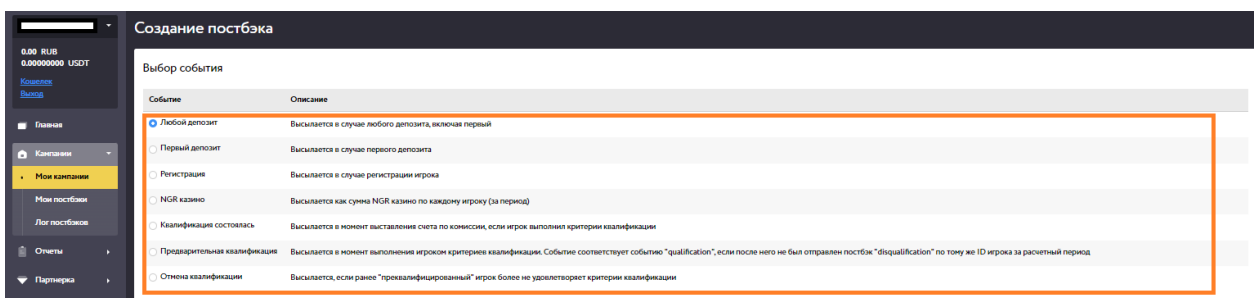 Создание постбэка
0.00 RUB
0.00000000 USDT
Кошелек
Выход
Главная
Кампании
Мои кампании
Мои постбэки
Лог постбэков
Отчеты
Партнерка
Выбор события
Событие Описание
Любой депозит Высылается в случае любого депозита, включая первый
Первый депозит Высылается в случае первого депозита
Регистрация Высылается в случае регистрации игрока
NGR казино Высылается как сумма NGR казино по каждому игроку (за период)
Квалификация состоялась Высылается в момент выставления счета по комиссии, если игрок выполнил критерии квалификации
Предварительная квалификация Высылается в момент выполнения игроком критериев квалификации. Событие соответствует событию "qualification", если после него не был отправлен постбэк "disqualification" по тому же ID игрока за расчетный период
Отмена квалификации Высылается, если ранее "преквалифицированный" игрок более не удовлетворяет критерии квалификации